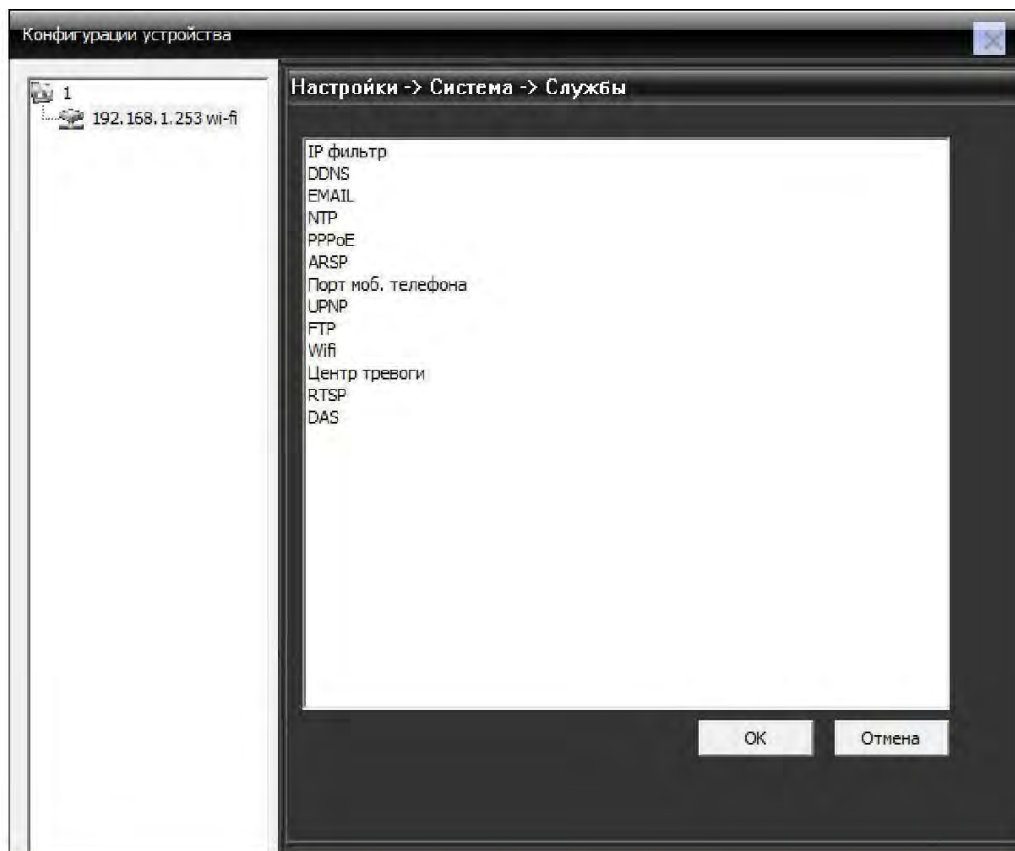 Конфигурации устройства
1
192.168.1.253 wi-fi
Настройки -> Система -> Службы
IP фильтр
DDNS
EMAIL
NTP
PPPoE
ARSP
Порт моб. телефона
UPNP
FTP
Wifi
Центр тревоги
RTSP
DAS
OK
Отмена